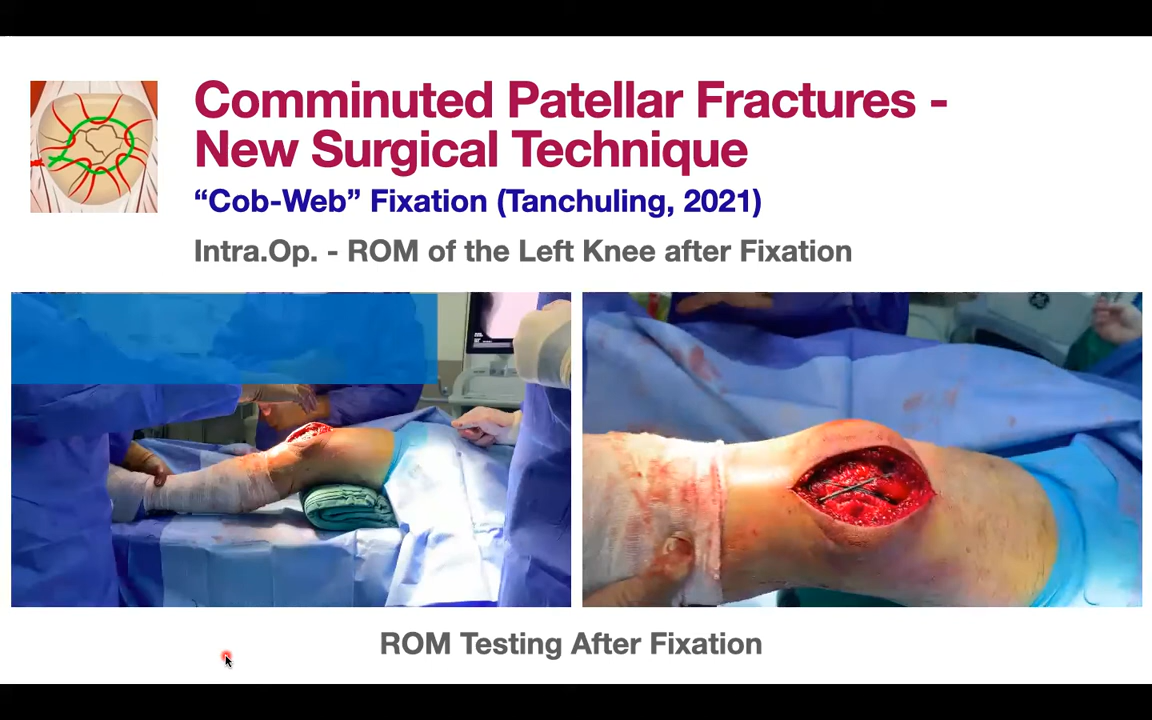 Comminuted Patellar Fractures -
New Surgical Technique
“Cob-Web” Fixation (Tanchuling, 2021)
Intra.Op. - ROM of the Left Knee after Fixation
ROM Testing After Fixation